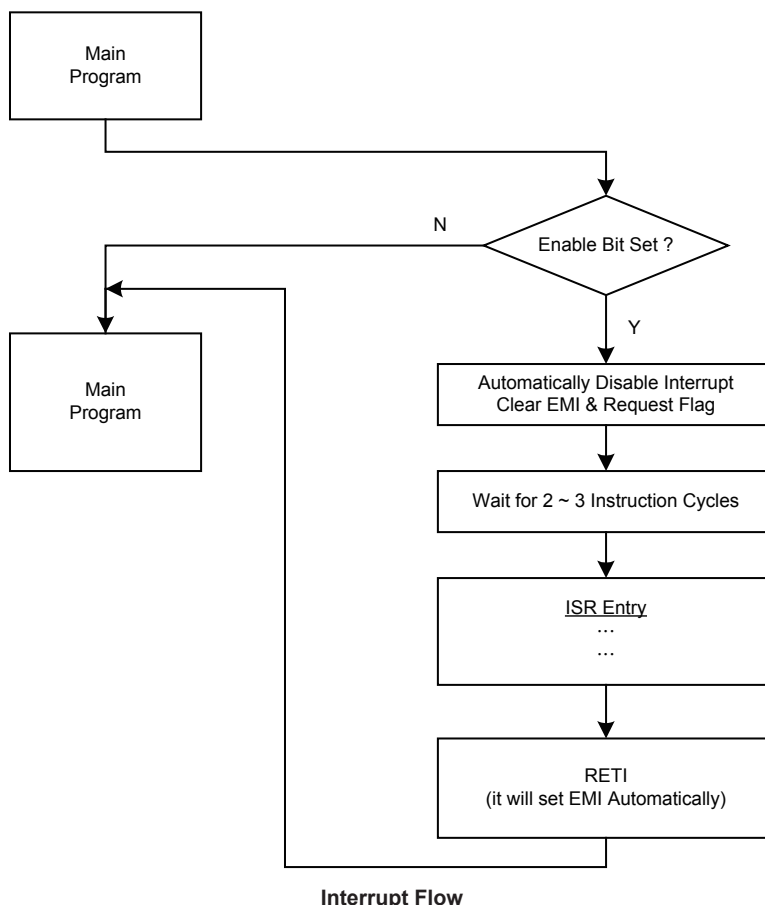 Main
Program
Enable Bit Set ?
N
Y
Main
Program
Automatically Disable Interrupt
Clear EMI & Request Flag
Wait for 2 ~ 3 Instruction Cycles
ISR Entry
...
...
RETI
(it will set EMI Automatically)
Interrupt Flow